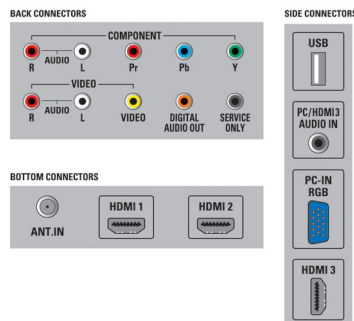 BACK CONNECTORS
COMPONENT
AUDIO
R L Pr Pb Y
VIDEO
AUDIO
R L VIDEO DIGITAL AUDIO OUT SERVICE ONLY
BOTTOM CONNECTORS
ANT.IN
HDMI 1
HDMI 2
SIDE CONNECTORS
USB
PC/HDMI3
AUDIO IN
PC-IN
RGB
HDMI 3